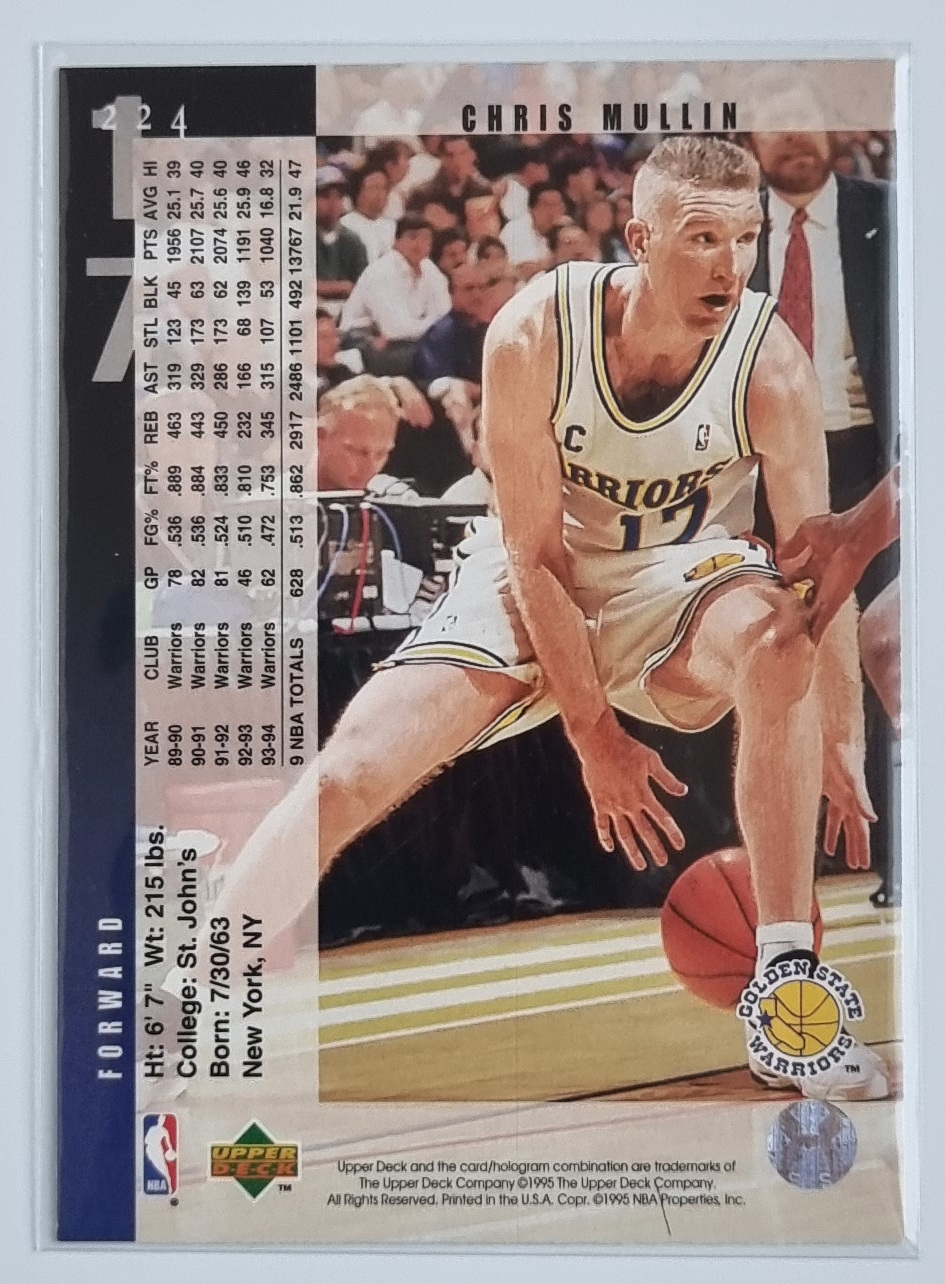 224
17
CHRIS MULLIN
FORWARD
Ht: 6' 7" Wt: 215 lbs.
College: St. John's
Born: 7/30/63
New York, NY
YEAR CLUB GP FG% FT% REB AST STL BLK PTS AVG HI
89-90 Warriors 78 .536 .889 463 319 123 45 1956 25.1 39
90-91 Warriors 82 .536 .884 443 329 173 63 2107 25.7 40
91-92 Warriors 81 .524 .833 450 286 173 62 2074 25.6 40
92-93 Warriors 46 .510 .810 232 166 68 139 1191 25.9 46
93-94 Warriors 62 .472 .753 345 315 107 53 1040 16.8 32
9 NBA TOTALS 628 .513 .862 2917 2486 1101 492 13767 21.9 47
C
RRIORS
17
GOLDEN STATE
WARRIORS
TM
NBA
®
UPPER
DECK
TM
Upper Deck and the card/hologram combination are trademarks of
The Upper Deck Company ©1995 The Upper Deck Company.
All Rights Reserved. Printed in the U.S.A. Copr. ©1995 NBA Properties, Inc.